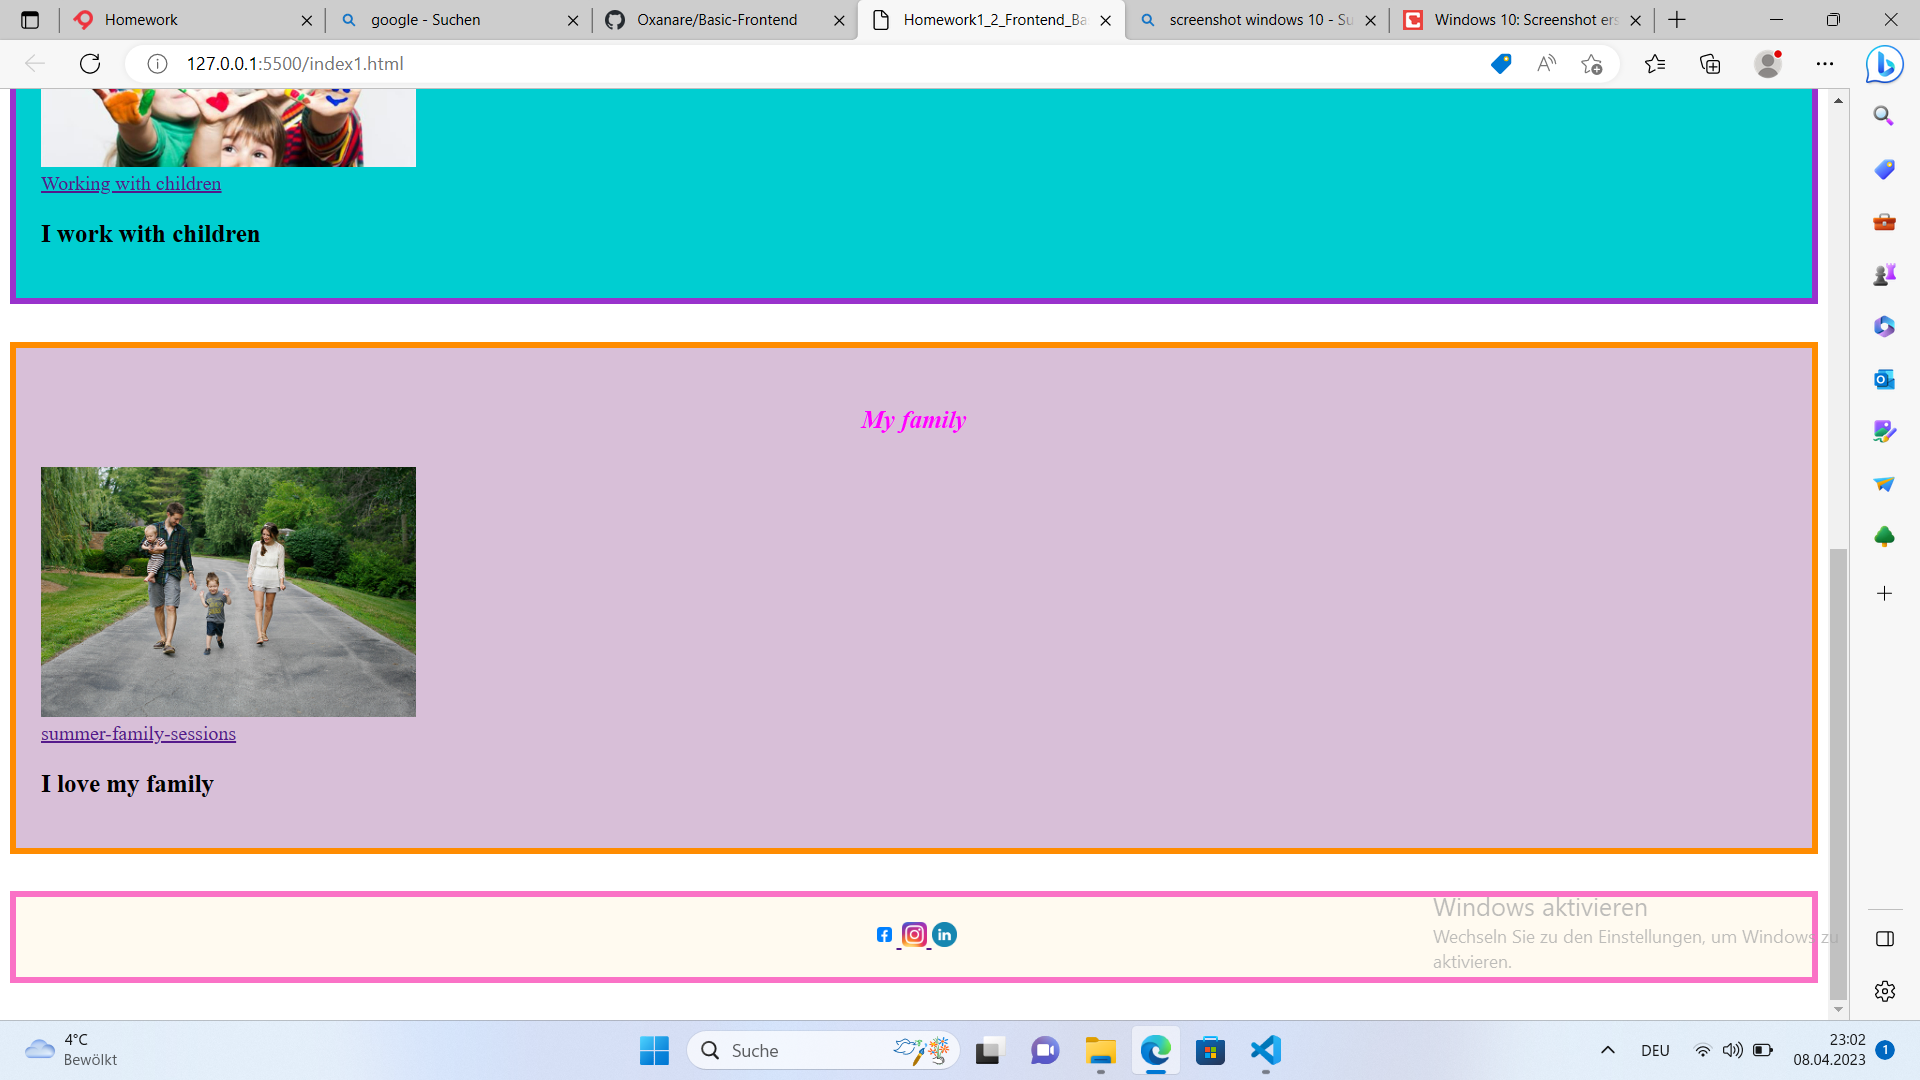 Homework
google - Suchen
Oxanare/Basic-Frontend
Homework1_2_Frontend_Ba
screenshot windows 10 - Su
Windows 10: Screenshot ers
127.0.0.1:5500/index1.html
Working with children
I work with children
My family
summer-family-sessions
I love my family
Windows aktivieren
Wechseln Sie zu den Einstellungen, um Windows zu
aktivieren.
4°C
Bewölkt
Suche
DEU
23:02
08.04.2023
1